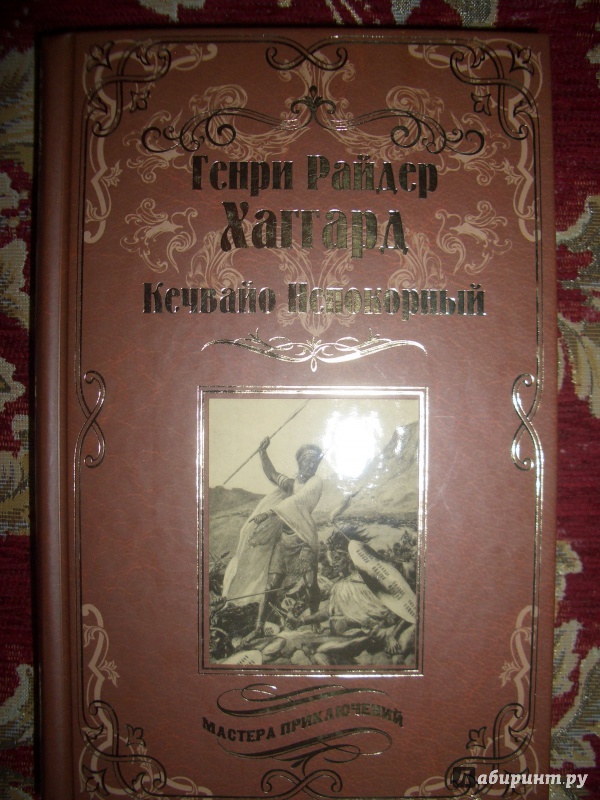 Генри Райдер
Хаггард
Кечвайо Непокорный
МАСТЕРА ПРИКЛЮЧЕНИЙ
Лабиринт.ру